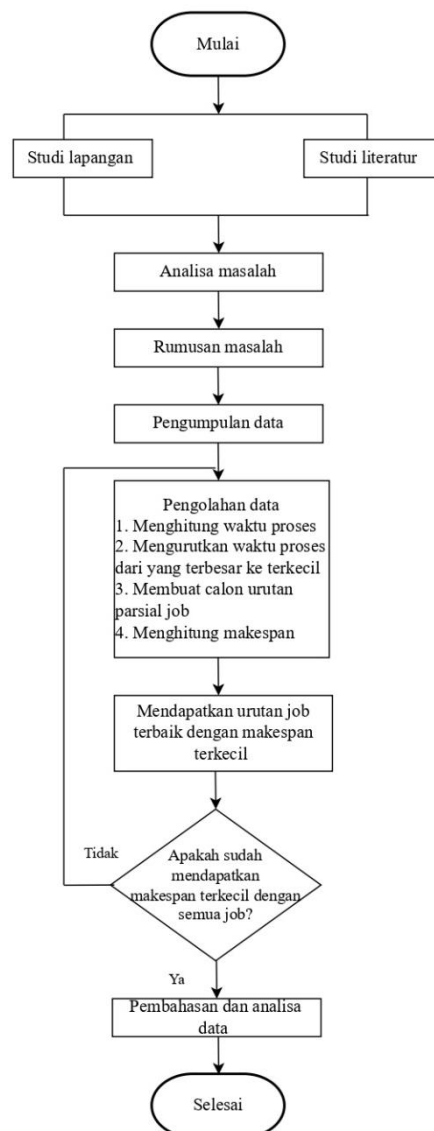 Mulai
Studi lapangan
Studi literatur
Analisa masalah
Rumusan masalah
Pengumpulan data
Pengolahan data
1. Menghitung waktu proses
2. Mengurutkan waktu proses
dari yang terbesar ke terkecil
3. Membuat calon urutan
parsial job
4. Menghitung makespan
Mendapatkan urutan job
terbaik dengan makespan
terkecil
Tidak
Apakah sudah
mendapatkan
makespan terkecil dengan
semua job?
Ya
Pembahasan dan analisa
data
Selesai